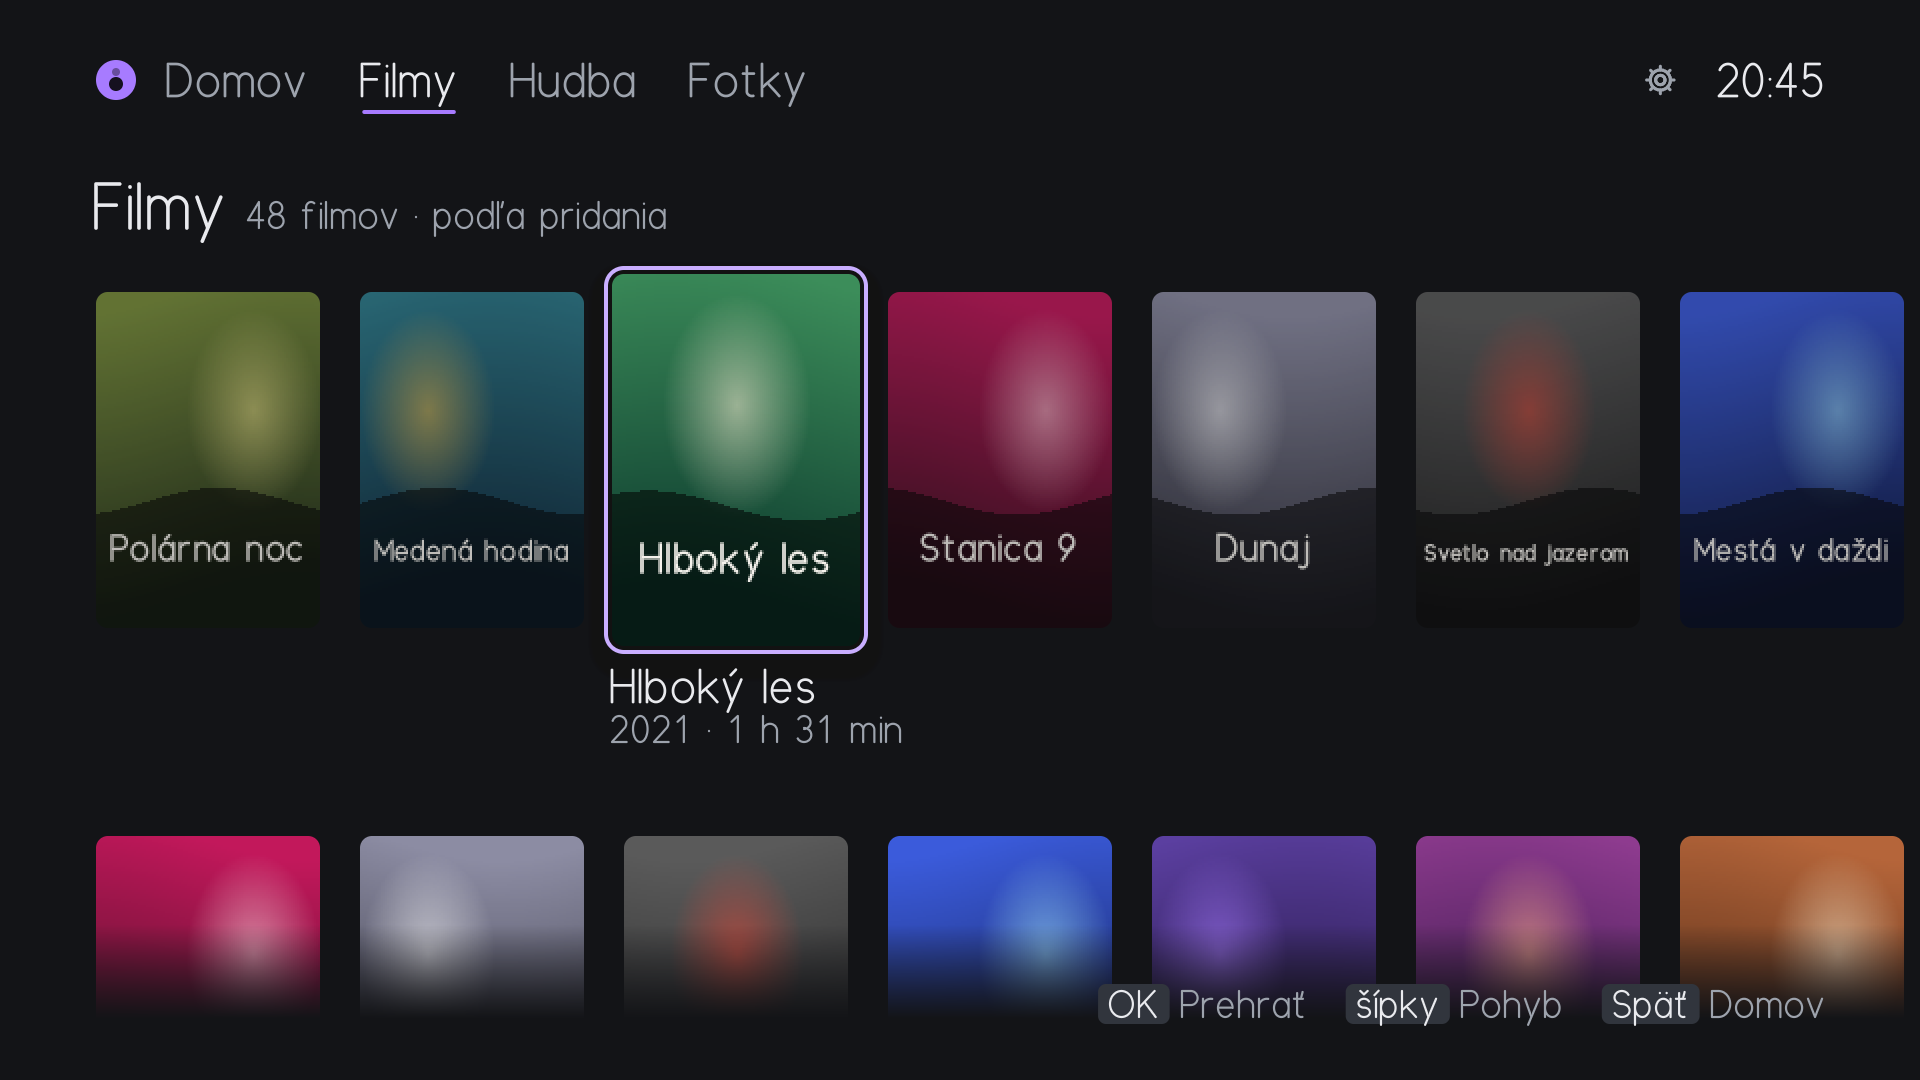 Domov Filmy Hudba Fotky 20:45
Filmy 48 filmov · podľa pridania
Polárna noc Medená hodina Hlboký les Stanica 9 Dunaj Svetlo nad jazerom Mestá v daždi
Hlboký les
2021 · 1 h 31 min
OK Prehrať šípky Pohyb Späť Domov